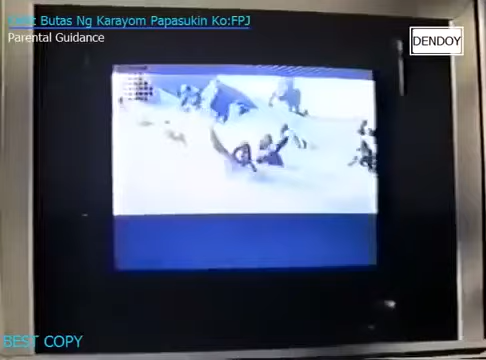 Butas Ng Karayom Papasukin Ko:FPJ
Parental Guidance
DENDOY
BEST COPY